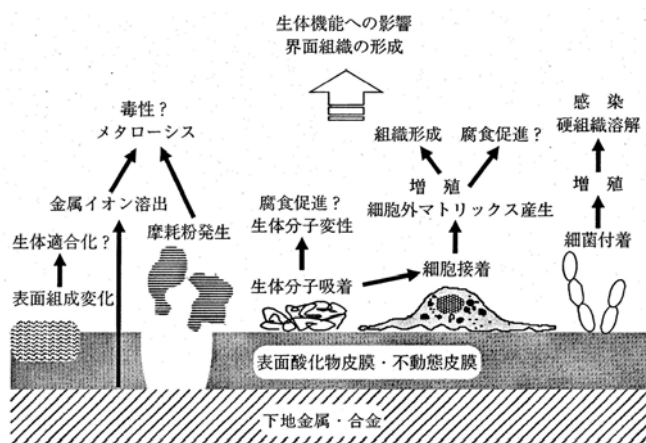 生体機能への影響
界面組織の形成
毒性？
メタローシス
金属イオン溶出
生体適合化？
表面組成変化
摩耗粉発生
腐食促進？
生体分子変性
生体分子吸着
組織形成
腐食促進？
増 殖
細胞外マトリックス産生
細胞接着
感 染
硬組織溶解
増 殖
細菌付着
表面酸化物皮膜・不動態皮膜
下地金属・合金